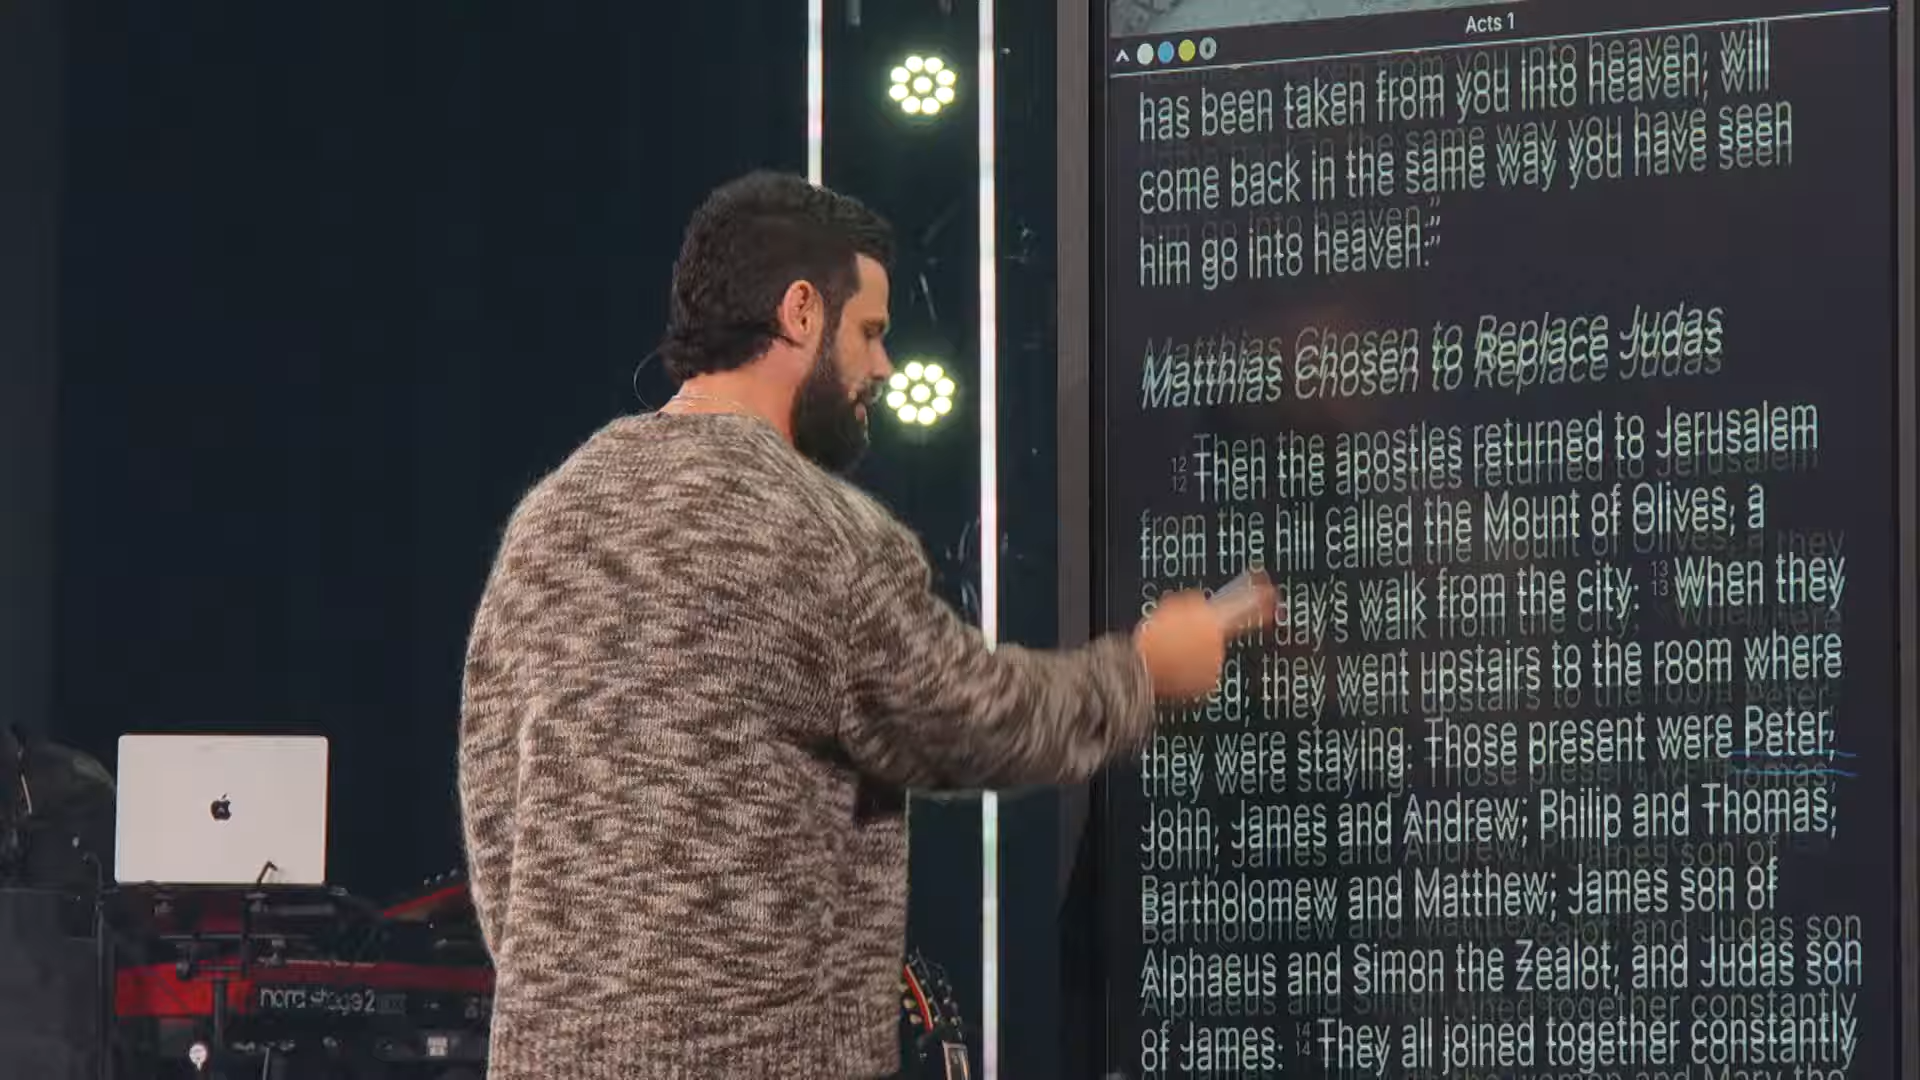 Acts 1
has been taken from you into heaven, will
come back in the same way you have seen
him go into heaven.”
Matthias Chosen to Replace Judas
12 Then the apostles returned to Jerusalem
from the hill called the Mount of Olives, a
day's walk from the city. 13 When they
they went upstairs to the room where
they were staying. Those present were Peter,
John, James and Andrew; Philip and Thomas,
Bartholomew and Matthew; James son of
Alphaeus and Simon the Zealot, and Judas son
of James. 14 They all joined together constantly
women and Mary the
nord stage 2